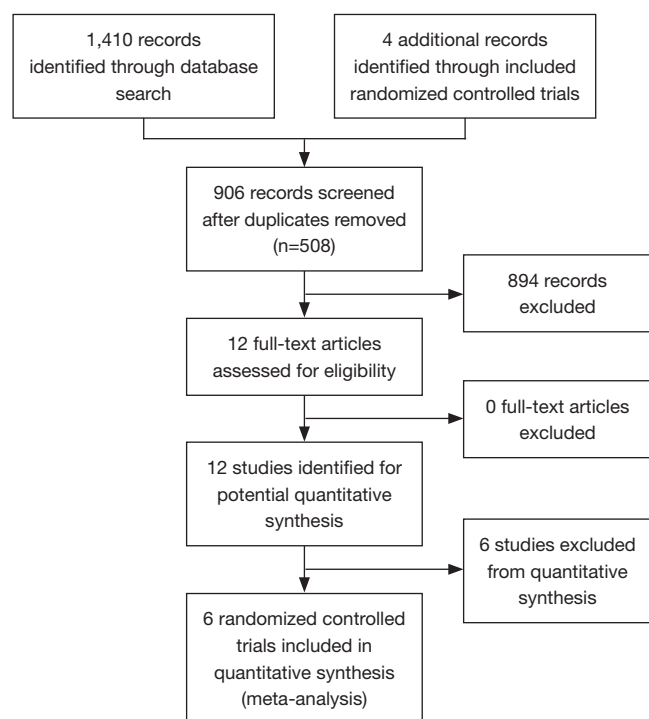 1,410 records
identified through database
search
4 additional records
identified through included
randomized controlled trials
906 records screened
after duplicates removed
(n=508)
894 records
excluded
12 full-text articles
assessed for eligibility
0 full-text articles
excluded
12 studies identified for
potential quantitative
synthesis
6 studies excluded
from quantitative
synthesis
6 randomized controlled
trials included in
quantitative synthesis
(meta-analysis)